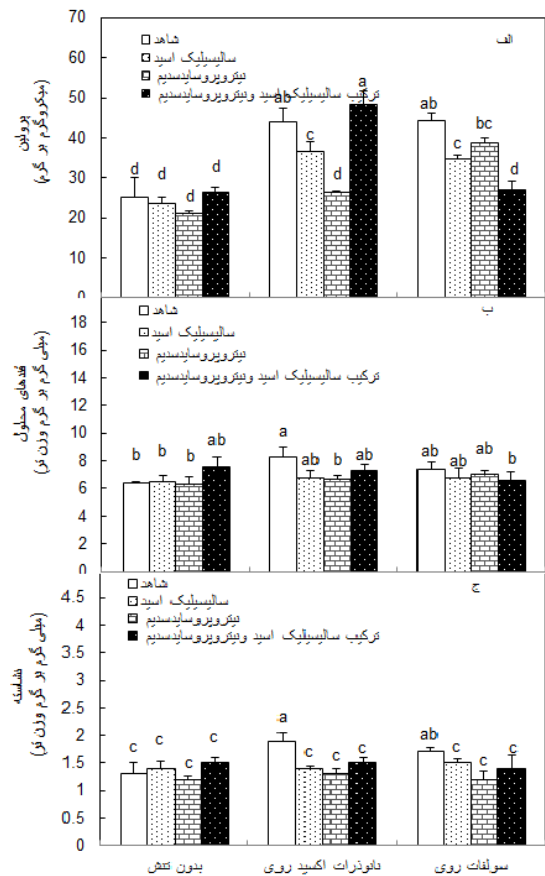 70
60
50
40
30
20
10
0
پرولین
(میکروگرم بر گرم)
الف
شاهد
سالیسیلیک اسید
نیتروپروسایدسدیم
ترکیب سالیسیلیک اسید ونیتروپروسایدسدیم
d d d d
ab c d a
ab c bc d
18
16
14
12
10
8
6
4
2
0
قندهای محلول
(میلی گرم بر گرم وزن تر)
ب
شاهد
سالیسیلیک اسید
نیتروپروسایدسدیم
ترکیب سالیسیلیک اسید ونیتروپروسایدسدیم
b b b ab
a ab b ab
ab ab ab b
4.5
4
3.5
3
2.5
2
1.5
1
0.5
0
نشاسته
(میلی گرم بر گرم وزن تر)
ج
شاهد
سالیسیلیک اسید
نیتروپروسایدسدیم
ترکیب سالیسیلیک اسید ونیتروپروسایدسدیم
c c c c
a c c c
ab c c c
بدون تنش
نانوذرات اکسید روی
سولفات روی